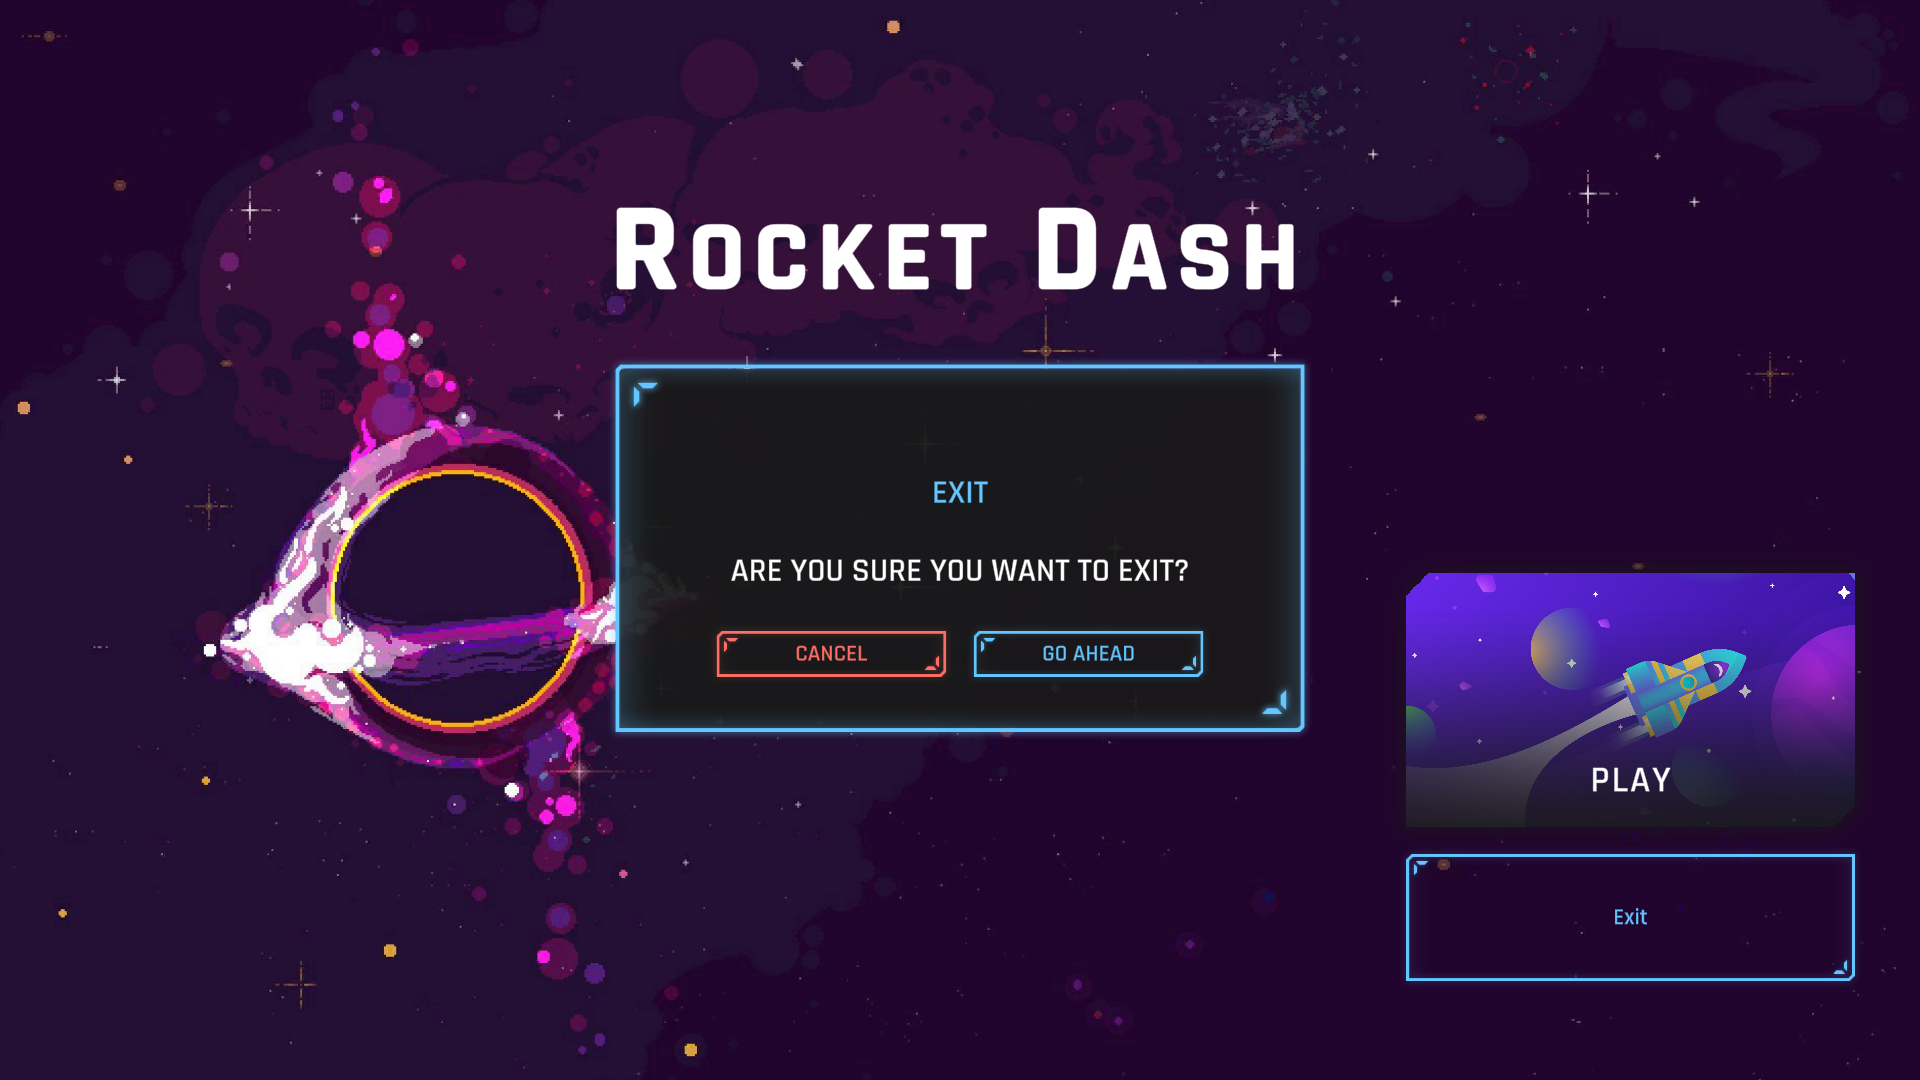 Rocket Dash
EXIT
ARE YOU SURE YOU WANT TO EXIT?
CANCEL
GO AHEAD
PLAY
Exit